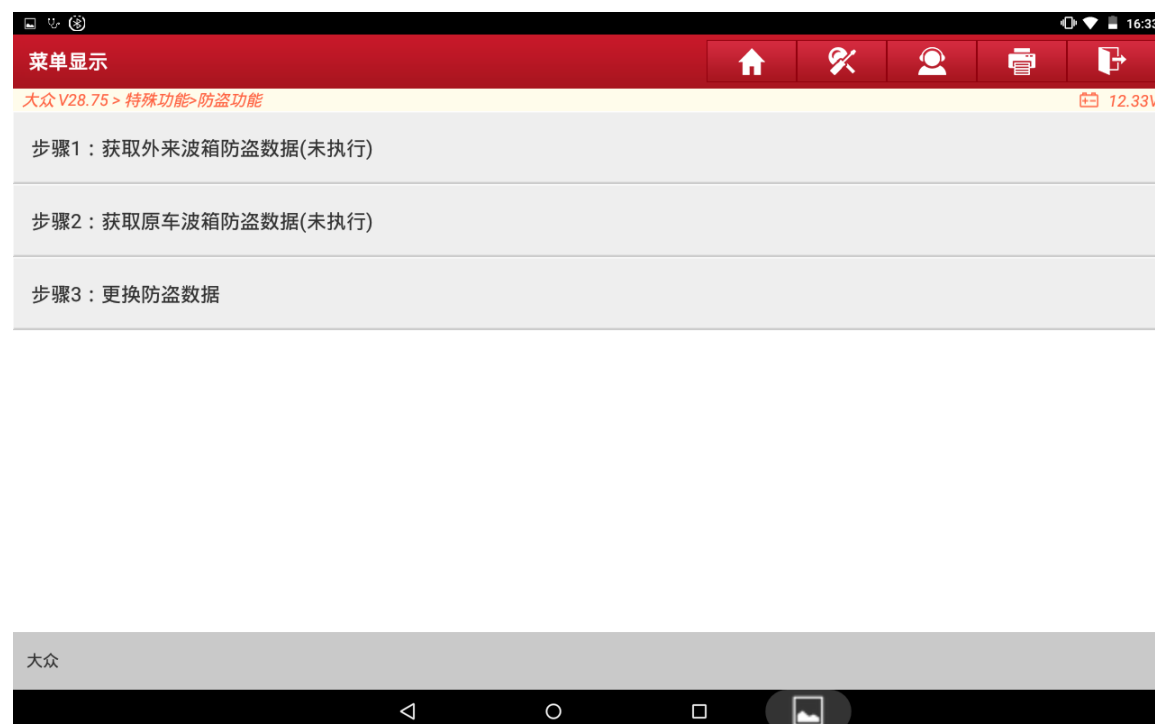 16:33
菜单显示
大众 V28.75 > 特殊功能>防盗功能
12.33V
步骤1：获取外来波箱防盗数据(未执行)
步骤2：获取原车波箱防盗数据(未执行)
步骤3：更换防盗数据
大众